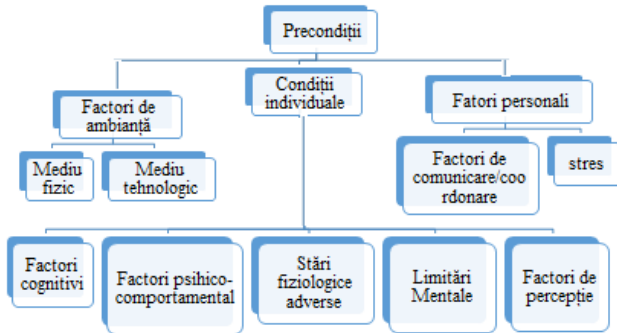 Precondiții
Condiții
individuale
Factori de
ambianță
Fatori personali
Mediu
fizic
Mediu
tehnologic
Factori de
comunicare/coo
rdonare
stres
Factori
cognitivi
Factori psihico-
comportamental
Stări
fiziologice
adverse
Limitări
Mentale
Factori de
percepție